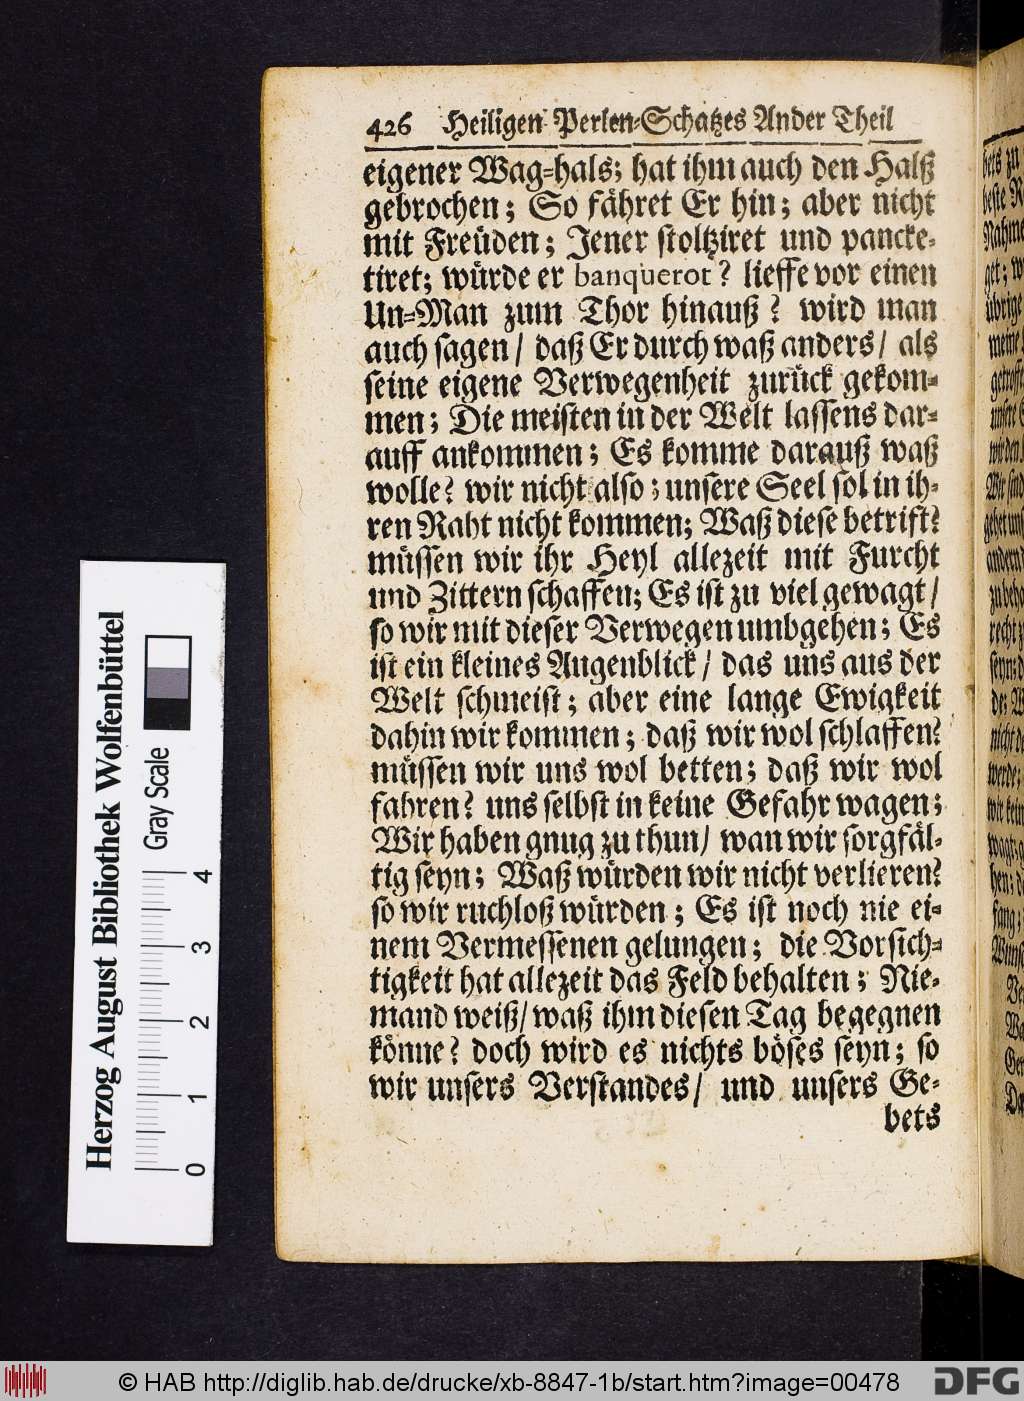 426 Heiligen Perlen-Schatzes Ander Theil
eigener Wag-hals; hat ihm auch den Halß
gebrochen; So fähret Er hin; aber nicht
mit Freüden; Jener stoltziret und pancke-
tiret; würde er banquerot? lieffe vor einen
Un-Man zum Thor hinauß? wird man
auch sagen/ daß Er durch waß anders/ als
seine eigene Verwegenheit zurück gekom-
men; Die meisten in der Welt lassens dar-
auff ankommen; Es komme darauß waß
wolle? wir nicht also; unsere Seel sol in ih-
ren Raht nicht kommen; Waß diese betrift?
müssen wir ihr Heyl allezeit mit Furcht
und Zittern schaffen; Es ist zu viel gewagt/
so wir mit dieser Verwegen umbgehen; Es
ist ein kleines Augenblick/ das uns aus der
Welt schmeist; aber eine lange Ewigkeit
dahin wir kommen; daß wir wol schlaffen?
müssen wir uns wol betten; daß wir wol
fahren? uns selbst in keine Gefahr wagen;
Wir haben gnug zu thun/ wan wir sorgfäl-
tig seyn; Waß würden wir nicht verlieren?
so wir ruchloß würden; Es ist noch nie ei-
nem Vermessenen gelungen; die Vorsich-
tigkeit hat allezeit das Feld behalten; Nie-
mand weiß/ waß ihm diesen Tag begegnen
könne? doch wird es nichts böses seyn; so
wir unsers Verstandes/ und unsers Ge-
bets
Herzog August Bibliothek Wolfenbüttel
Gray Scale
0 1 2 3 4
© HAB http://diglib.hab.de/drucke/xb-8847-1b/start.htm?image=00478
DFG